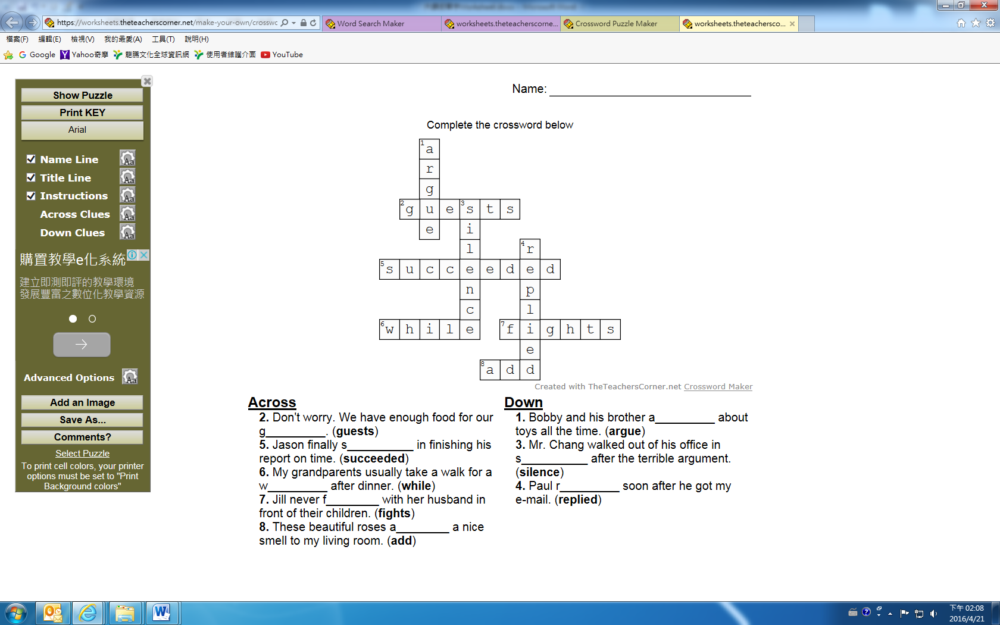 https://worksheets.theteacherscorner.net/make-your-own/crosswc
Word Search Maker
worksheets.theteacherscorne...
Crossword Puzzle Maker
worksheets.theteachersco...
檔案(F) 編輯(E) 檢視(V) 我的最愛(A) 工具(T) 說明(H)
Google Yahoo奇摩 龍騰文化全球資訊網 使用者維護介面 YouTube
Show Puzzle
Print KEY
Arial
Name Line
Title Line
Instructions
Across Clues
Down Clues
購置教學e化系統
建立即測即評的教學環境
發展豐富之數位化教學資源
Advanced Options
Add an Image
Save As...
Comments?
Select Puzzle
To print cell colors, your printer
options must be set to "Print
Background colors"
Name:
Complete the crossword below
1 a
r
g
2 g u e 3 s t s
e i
l 4 r
5 s u c c e e d e d
n p
c l
6 w h i l e 7 f i g h t s
e
8 a d d
Created with TheTeachersCorner.net Crossword Maker
Across
2. Don't worry. We have enough food for our
g_________. (guests)
5. Jason finally s__________ in finishing his
report on time. (succeeded)
6. My grandparents usually take a walk for a
w_________ after dinner. (while)
7. Jill never f________ with her husband in
front of their children. (fights)
8. These beautiful roses a________ a nice
smell to my living room. (add)
Down
1. Bobby and his brother a_________ about
toys all the time. (argue)
3. Mr. Chang walked out of his office in
s__________ after the terrible argument.
(silence)
4. Paul r_________ soon after he got my
e-mail. (replied)
下午 02:08
2016/4/21